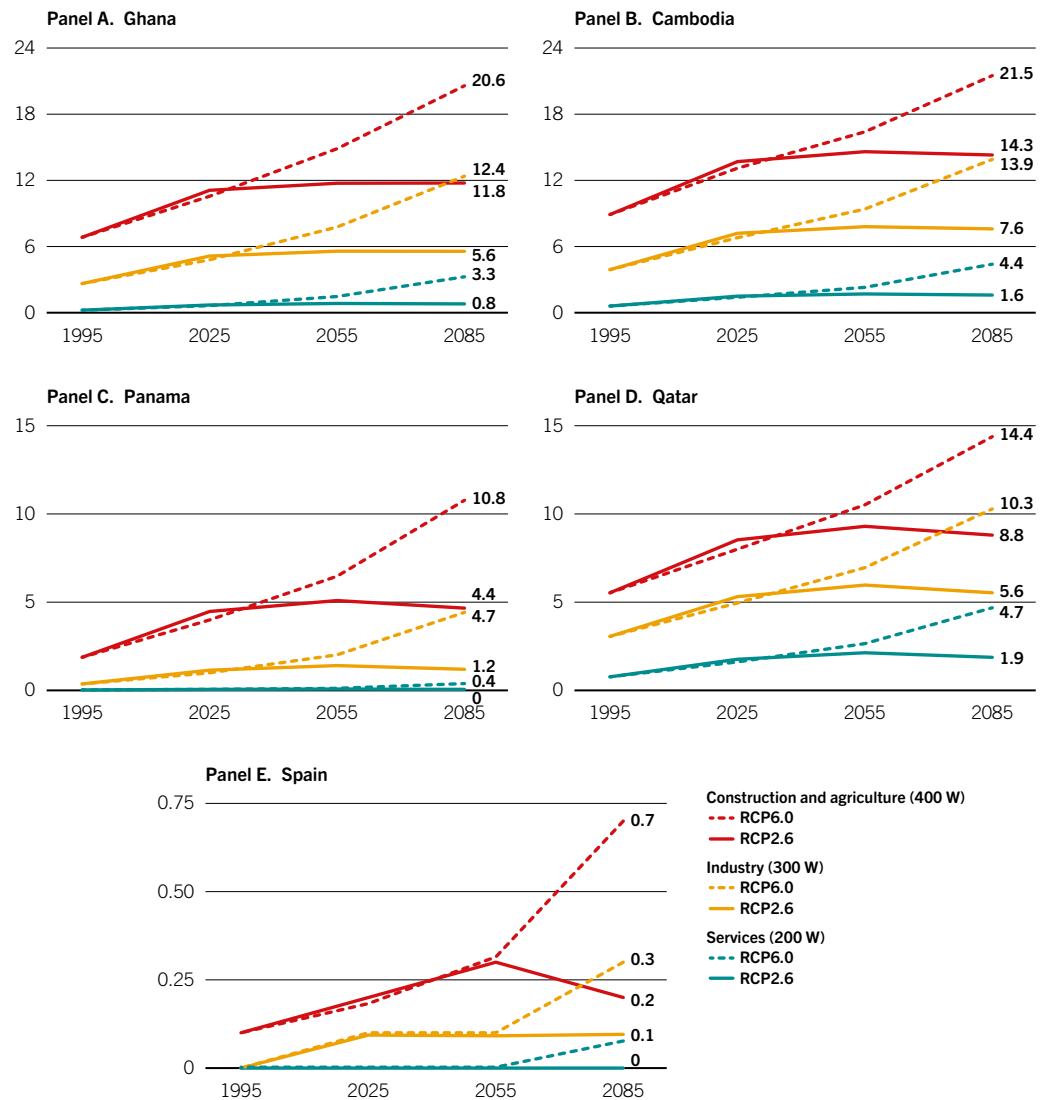 Panel A. Ghana
24
18
12
6
0
20.6
12.4
11.8
5.6
3.3
0.8
1995 2025 2055 2085
Panel B. Cambodia
24
18
12
6
0
21.5
14.3
13.9
7.6
4.4
1.6
1995 2025 2055 2085
Panel C. Panama
15
10
5
0
10.8
4.4
4.7
1.2
0.4
0
1995 2025 2055 2085
Panel D. Qatar
15
10
5
0
14.4
10.3
8.8
5.6
4.7
1.9
1995 2025 2055 2085
Panel E. Spain
0.75
0.50
0.25
0
0.7
0.3
0.2
0.1
0
1995 2025 2055 2085
Construction and agriculture (400 W)
RCP6.0
RCP2.6
Industry (300 W)
RCP6.0
RCP2.6
Services (200 W)
RCP6.0
RCP2.6